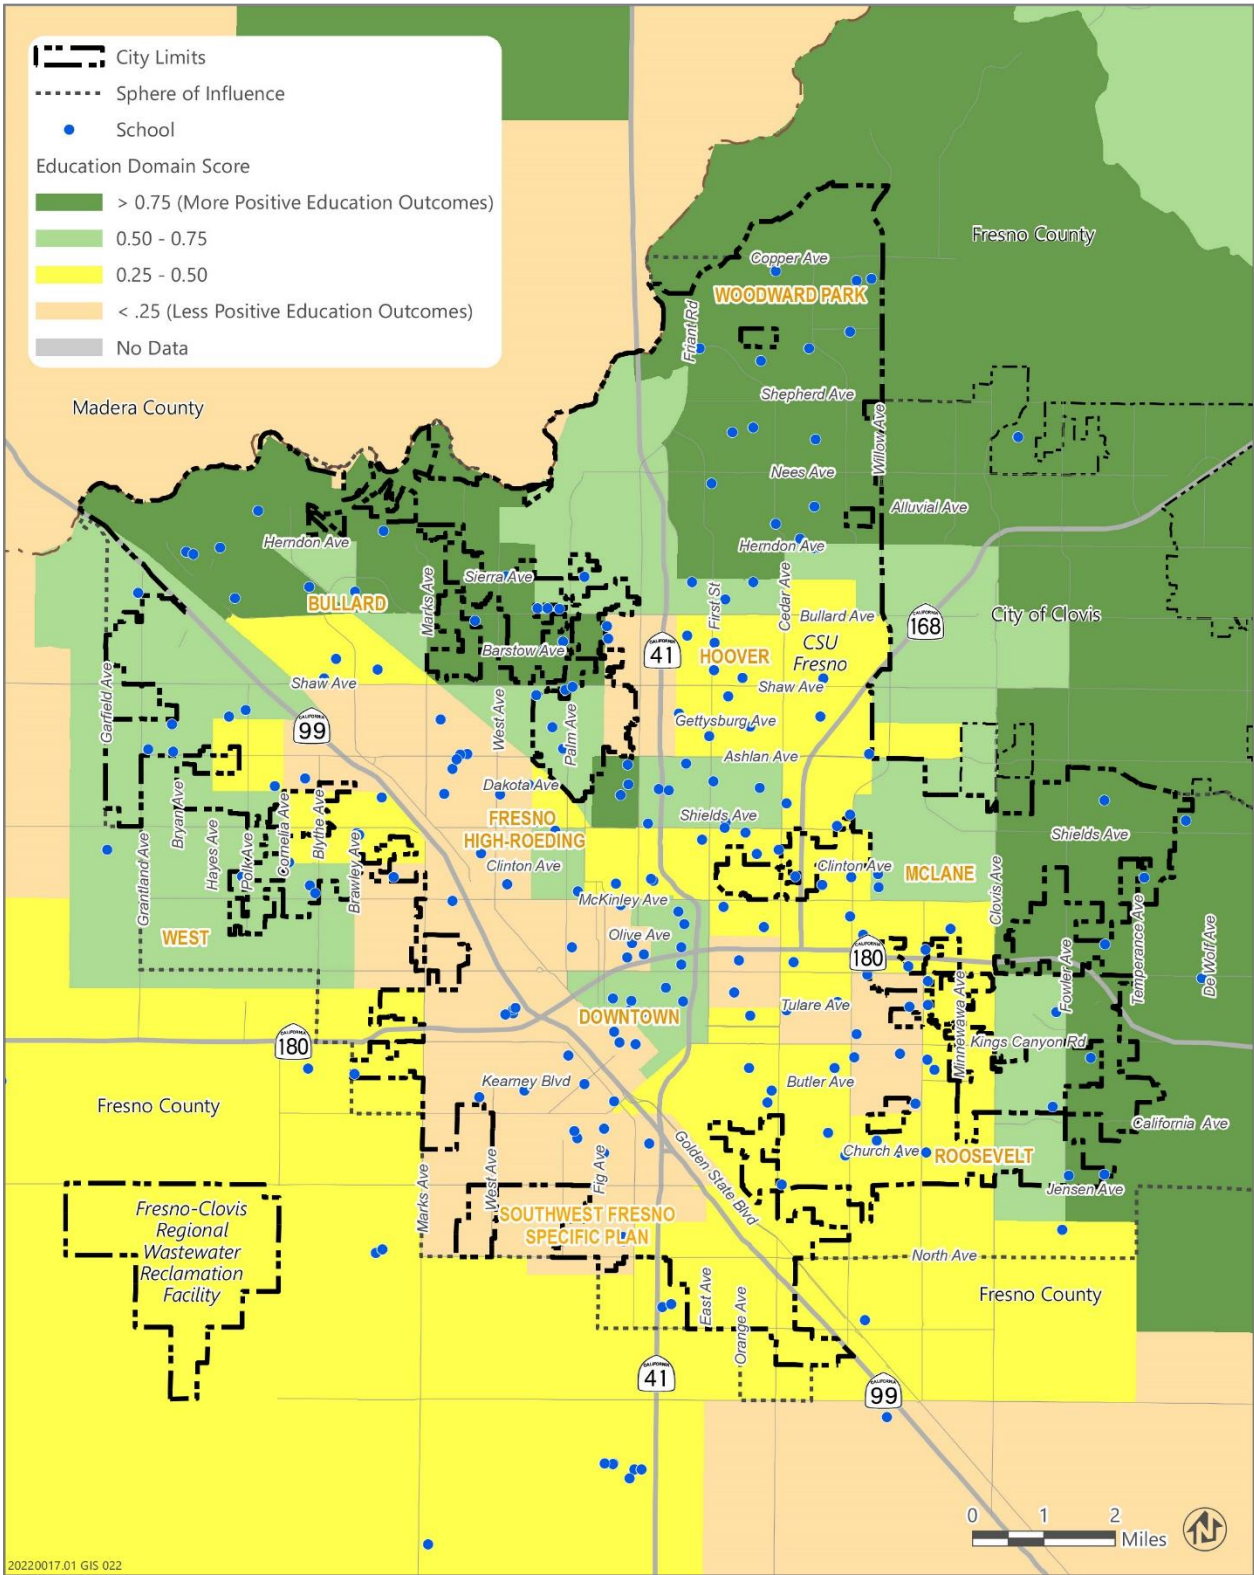 City Limits
Sphere of Influence
School
Education Domain Score
> 0.75 (More Positive Education Outcomes)
0.50 - 0.75
0.25 - 0.50
< .25 (Less Positive Education Outcomes)
No Data
Madera County
Fresno County
Copper Ave
WOODWARD PARK
Friant Rd
Shepherd Ave
Willow Ave
Nees Ave
Alluvial Ave
Herndon Ave
Herndon Ave
Sierra Ave
BULLARD
Marks Ave
First St
Cedar Ave
Bullard Ave
CALIFORNIA
168
City of Clovis
Barstow Ave
CALIFORNIA
41
HOOVER
CSU
Fresno
Garfield Ave
Shaw Ave
Shaw Ave
West Ave
Palm Ave
Gettysburg Ave
CALIFORNIA
99
Ashlan Ave
Dakota Ave
Bryan Ave
Cornelia Ave
Blythe Ave
FRESNO
HIGH-ROEDING
Shields Ave
Shields Ave
Grantland Ave
Hayes Ave
Polk Ave
Brawley Ave
Clinton Ave
Clinton Ave
MCLANE
Clovis Ave
McKinley Ave
WEST
Olive Ave
CALIFORNIA
180
Temperance Ave
De Wolf Ave
Fowler Ave
DOWNTOWN
Tulare Ave
Minnewawa Ave
Kings Canyon Rd
CALIFORNIA
180
Kearney Blvd
Butler Ave
Fresno County
California Ave
Church Ave
ROOSEVELT
Golden State Blvd
Fig Ave
Marks Ave
West Ave
Jensen Ave
Fresno-Clovis
Regional
Wastewater
Reclamation
Facility
SOUTHWEST FRESNO
SPECIFIC PLAN
North Ave
East Ave
Orange Ave
Fresno County
CALIFORNIA
41
CALIFORNIA
99
0 1 2
Miles
N
20220017.01 GIS 022